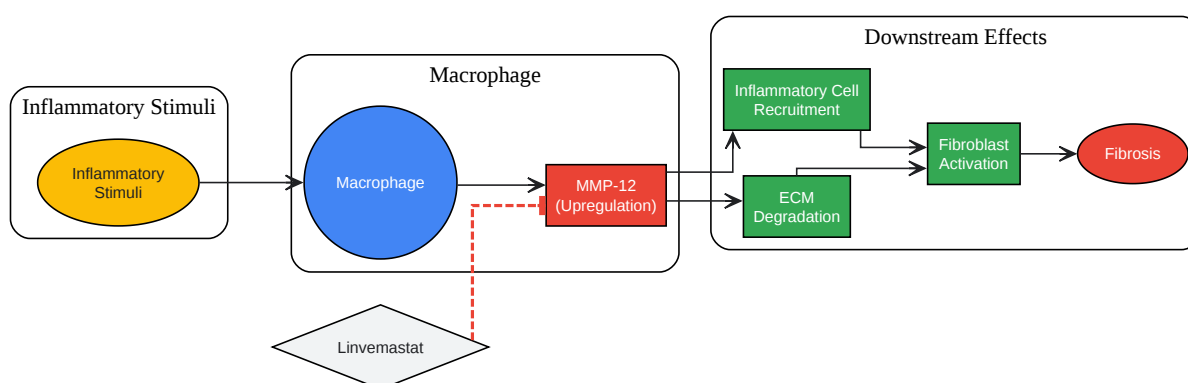 Inflammatory Stimuli
Inflammatory
Stimuli
Macrophage
Macrophage
MMP-12
(Upregulation)
Linvemastat
Downstream Effects
Inflammatory Cell
Recruitment
ECM
Degradation
Fibroblast
Activation
Fibrosis